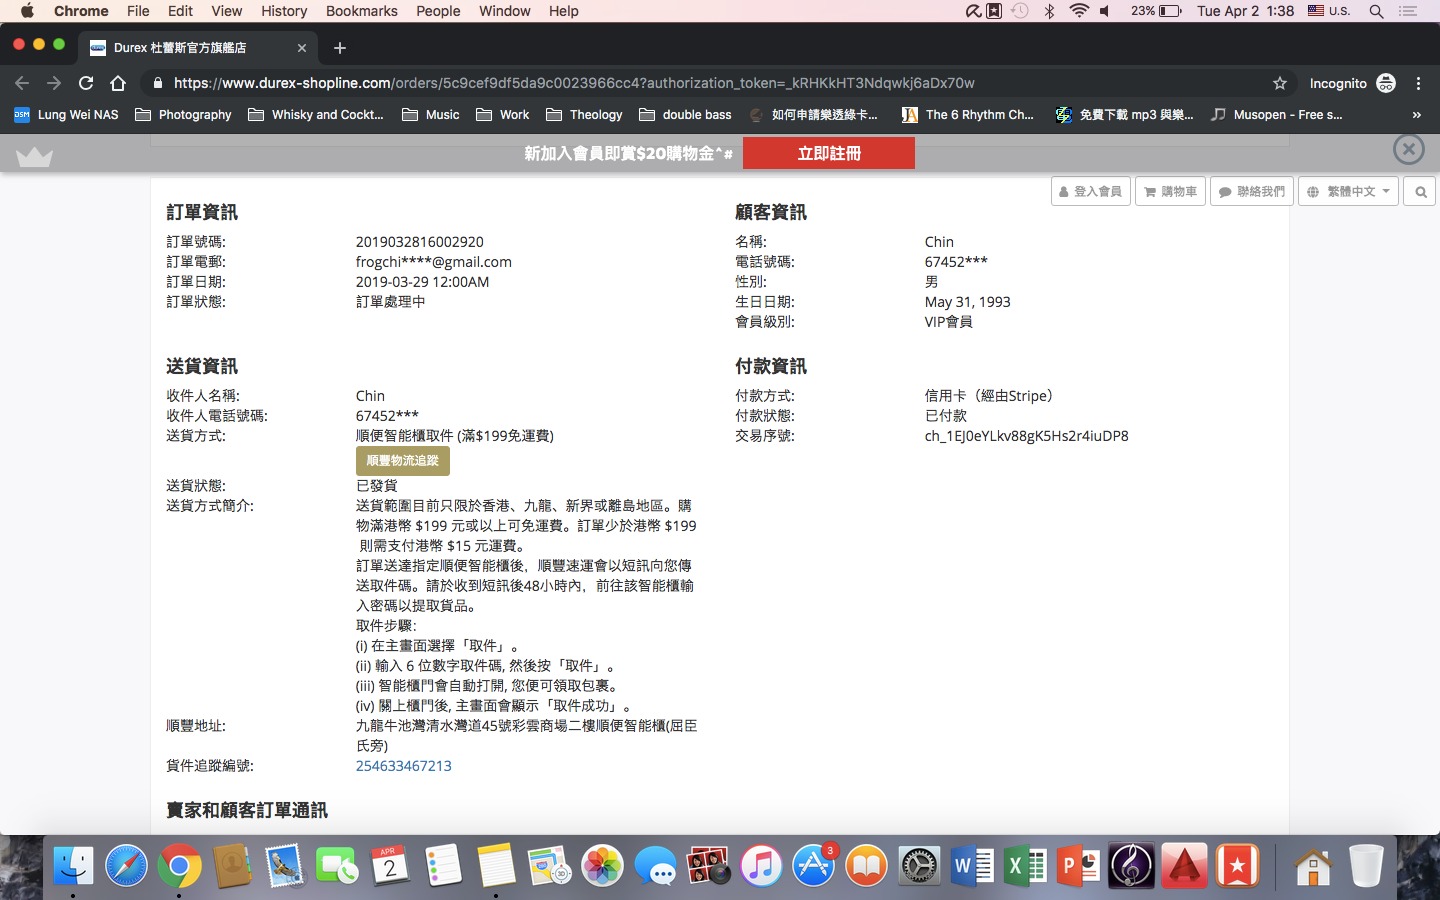 Chrome File Edit View History Bookmarks People Window Help 23% Tue Apr 2 1:38 U.S.
Durex 杜蕾斯官方旗艦店
https://www.durex-shopline.com/orders/5c9cef9df5da9c0023966cc4?authorization_token=_kRHKkHT3Ndqwkj6aDx70w Incognito
DSM Lung Wei NAS Photography Whisky and Cockt... Music Work Theology double bass 如何申請樂透綠卡... JA The 6 Rhythm Ch... 免費下載 mp3 與樂... Musopen - Free s... »
新加入會員即賞$20購物金^# 立即註冊
登入會員 購物車 聯絡我們 繁體中文
訂單資訊
訂單號碼: 2019032816002920
訂單電郵: frogchi****@gmail.com
訂單日期: 2019-03-29 12:00AM
訂單狀態: 訂單處理中
顧客資訊
名稱: Chin
電話號碼: 67452***
性別: 男
生日日期: May 31, 1993
會員級別: VIP會員
送貨資訊
收件人名稱: Chin
收件人電話號碼: 67452***
送貨方式: 順便智能櫃取件 (滿$199免運費)
順豐物流追蹤
送貨狀態: 已發貨
送貨方式簡介: 送貨範圍目前只限於香港、九龍、新界或離島地區。購
物滿港幣 $199 元或以上可免運費。訂單少於港幣 $199
則需支付港幣 $15 元運費。
訂單送達指定順便智能櫃後，順豐速運會以短訊向您傳
送取件碼。請於收到短訊後48小時內，前往該智能櫃輸
入密碼以提取貨品。
取件步驟:
(i) 在主畫面選擇「取件」。
(ii) 輸入 6 位數字取件碼, 然後按「取件」。
(iii) 智能櫃門會自動打開, 您便可領取包裹。
(iv) 關上櫃門後, 主畫面會顯示「取件成功」。
順豐地址: 九龍牛池灣清水灣道45號彩雲商場二樓順便智能櫃(屈臣
氏旁)
貨件追蹤編號: 254633467213
付款資訊
付款方式: 信用卡（經由Stripe）
付款狀態: 已付款
交易序號: ch_1EJ0eYLkv88gK5Hs2r4iuDP8
賣家和顧客訂單通訊
APR
2
3
W X P